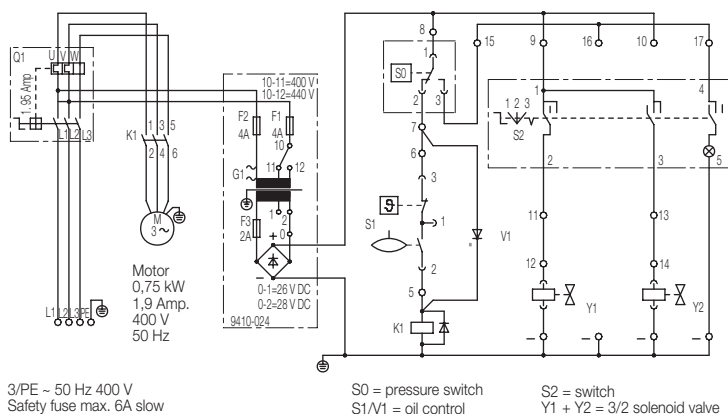 Q1
U V W
1. 95 Amp
L1 L2 L3
K1
1 3 5
2 4 6
M
3 ~
Motor
0,75 kW
1,9 Amp.
400 V
50 Hz
L1 L2 L3 PE
3/PE ~ 50 Hz 400 V
Safety fuse max. 6A slow
10-11=400 V
10-12=440 V
F2
4A
F1
4A
10
11
12
G1
1
2
0
F3
2A
+
–
0-1=26 V DC
0-2=28 V DC
9410-024
8
1
S0
2
3
7
6
3
ϑ
S1
1
2
5
K1
V1
15
9
16
10
17
1
4
1 2 3
S2
2
3
5
11
13
12
14
Y1
Y2
S0 = pressure switch
S1/V1 = oil control
S2 = switch
Y1 + Y2 = 3/2 solenoid valve